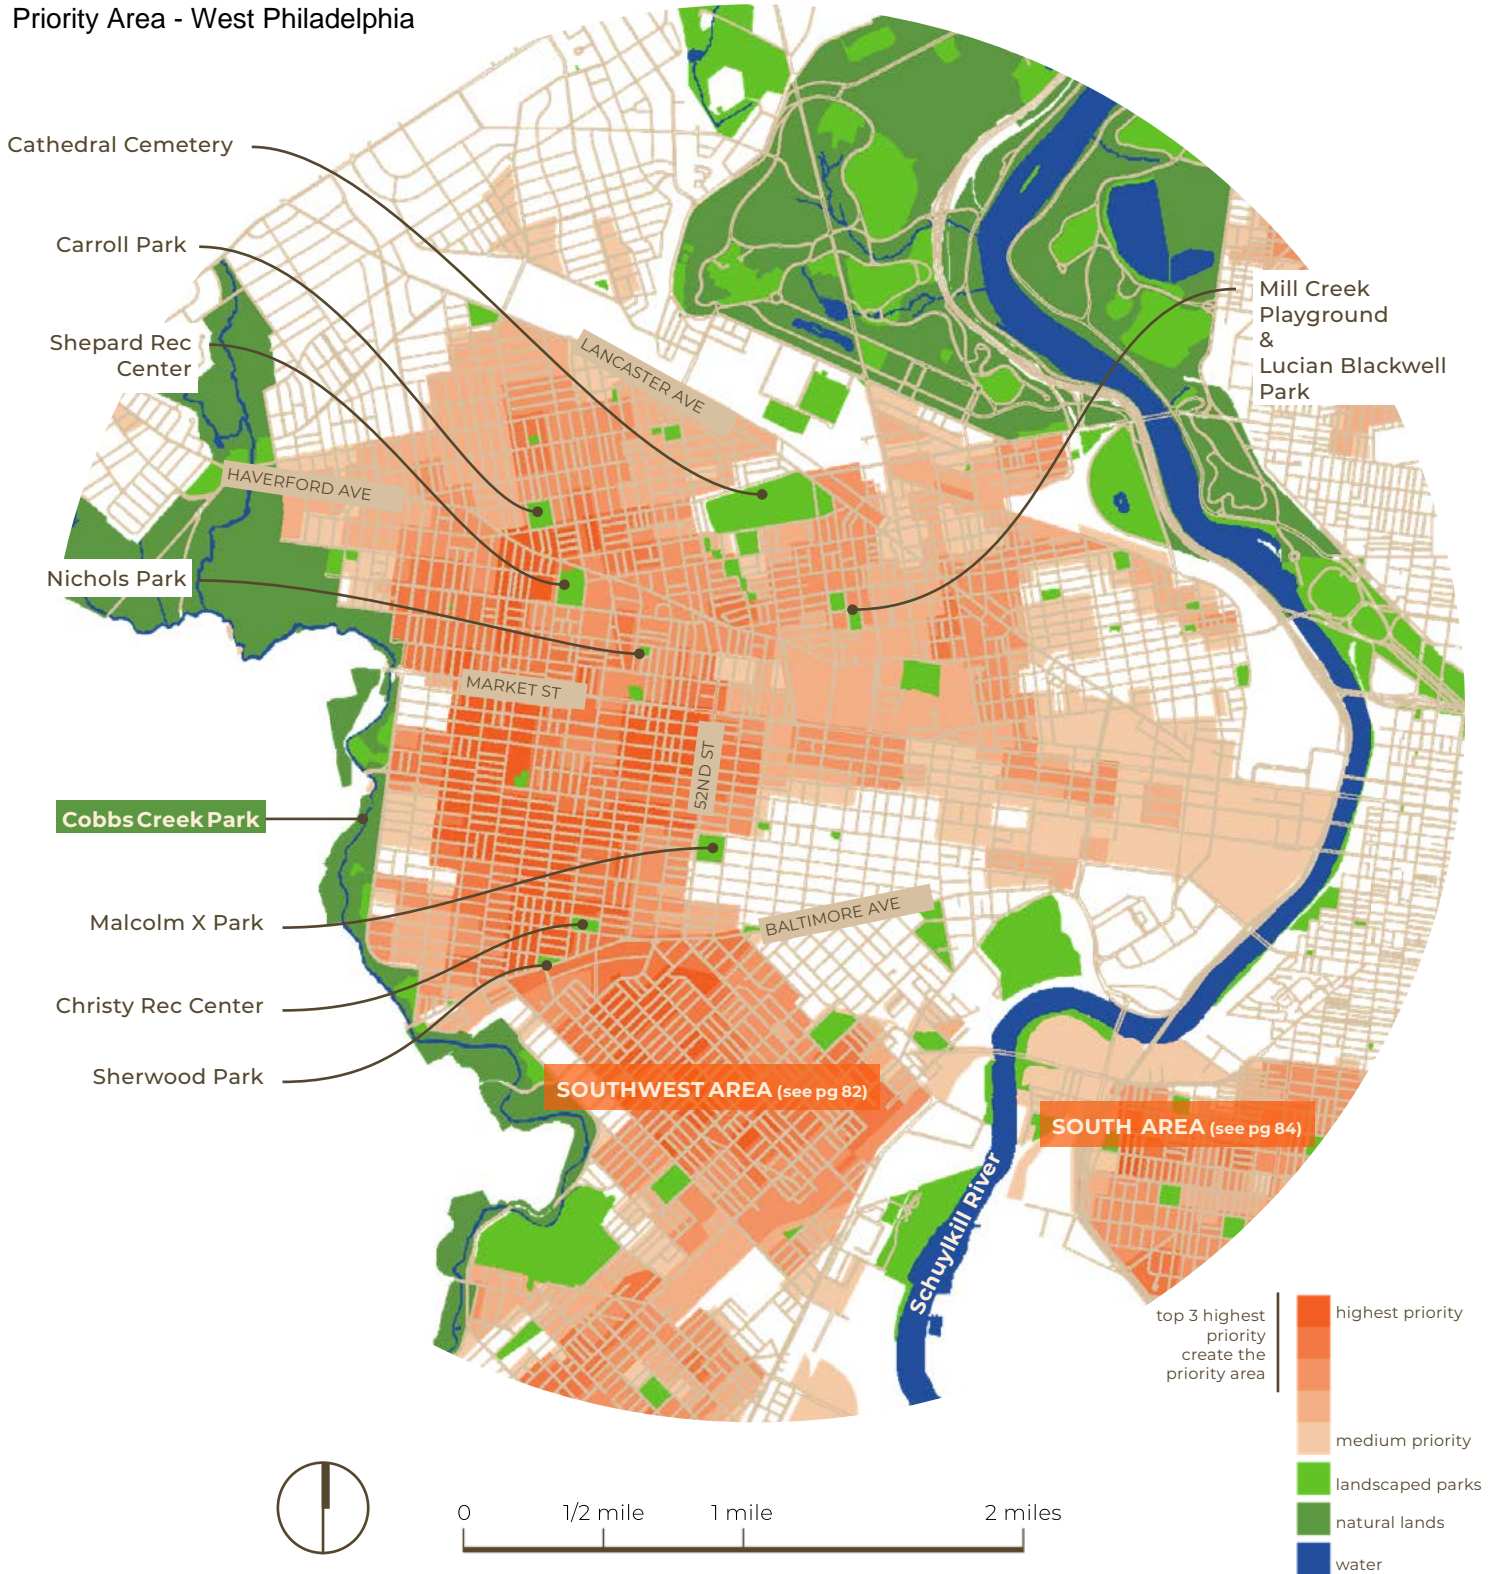 Priority Area - West Philadelphia
Cathedral Cemetery
Carroll Park
Shepard Rec
Center
Nichols Park
Cobbs Creek Park
Malcolm X Park
Christy Rec Center
Sherwood Park
Mill Creek
Playground
&
Lucian Blackwell
Park
LANCASTER AVE
HAVERFORD AVE
MARKET ST
52ND ST
BALTIMORE AVE
SOUTHWEST AREA (see pg 82)
SOUTH AREA (see pg 84)
Schuylkill River
top 3 highest
priority
create the
priority area
highest priority
medium priority
landscaped parks
natural lands
water
0 1/2 mile 1 mile 2 miles